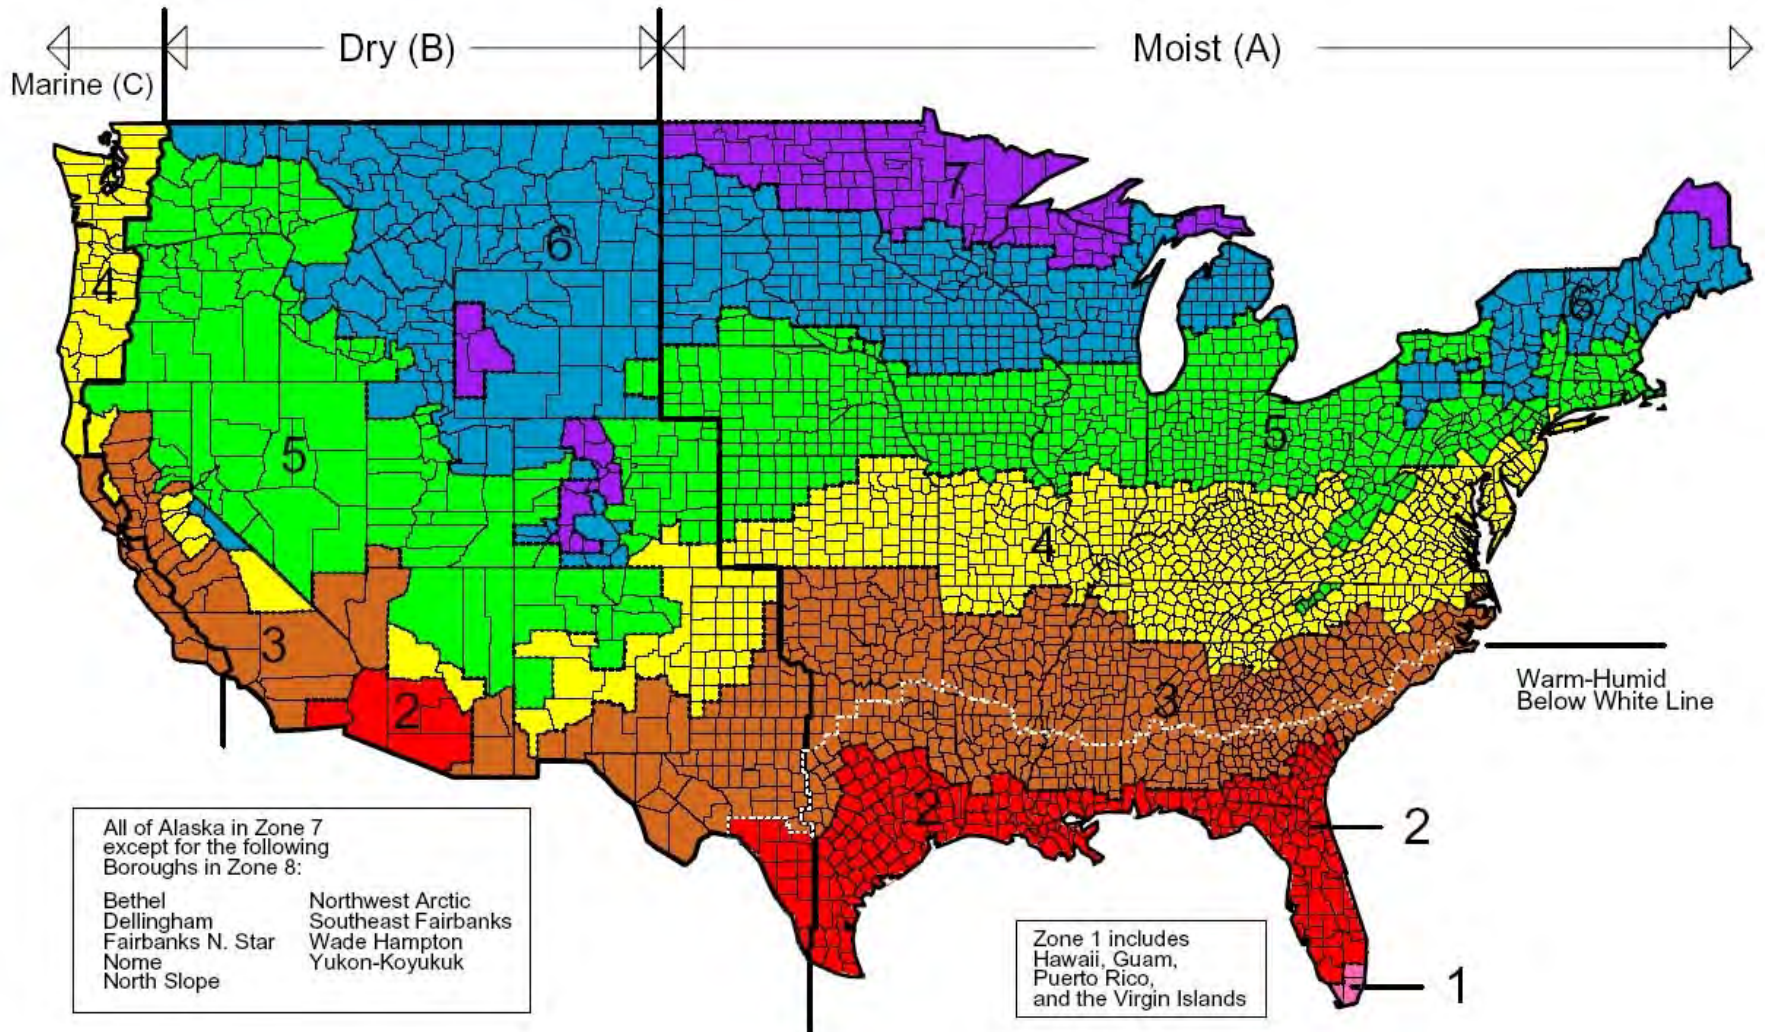 Marine (C)
Dry (B)
Moist (A)
7
6
4
6
5
5
4
3
3
2
2
Warm-Humid
Below White Line
2
1
All of Alaska in Zone 7
except for the following
Boroughs in Zone 8:
Bethel
Dellingham
Fairbanks N. Star
Nome
North Slope
Northwest Arctic
Southeast Fairbanks
Wade Hampton
Yukon-Koyukuk
Zone 1 includes
Hawaii, Guam,
Puerto Rico,
and the Virgin Islands